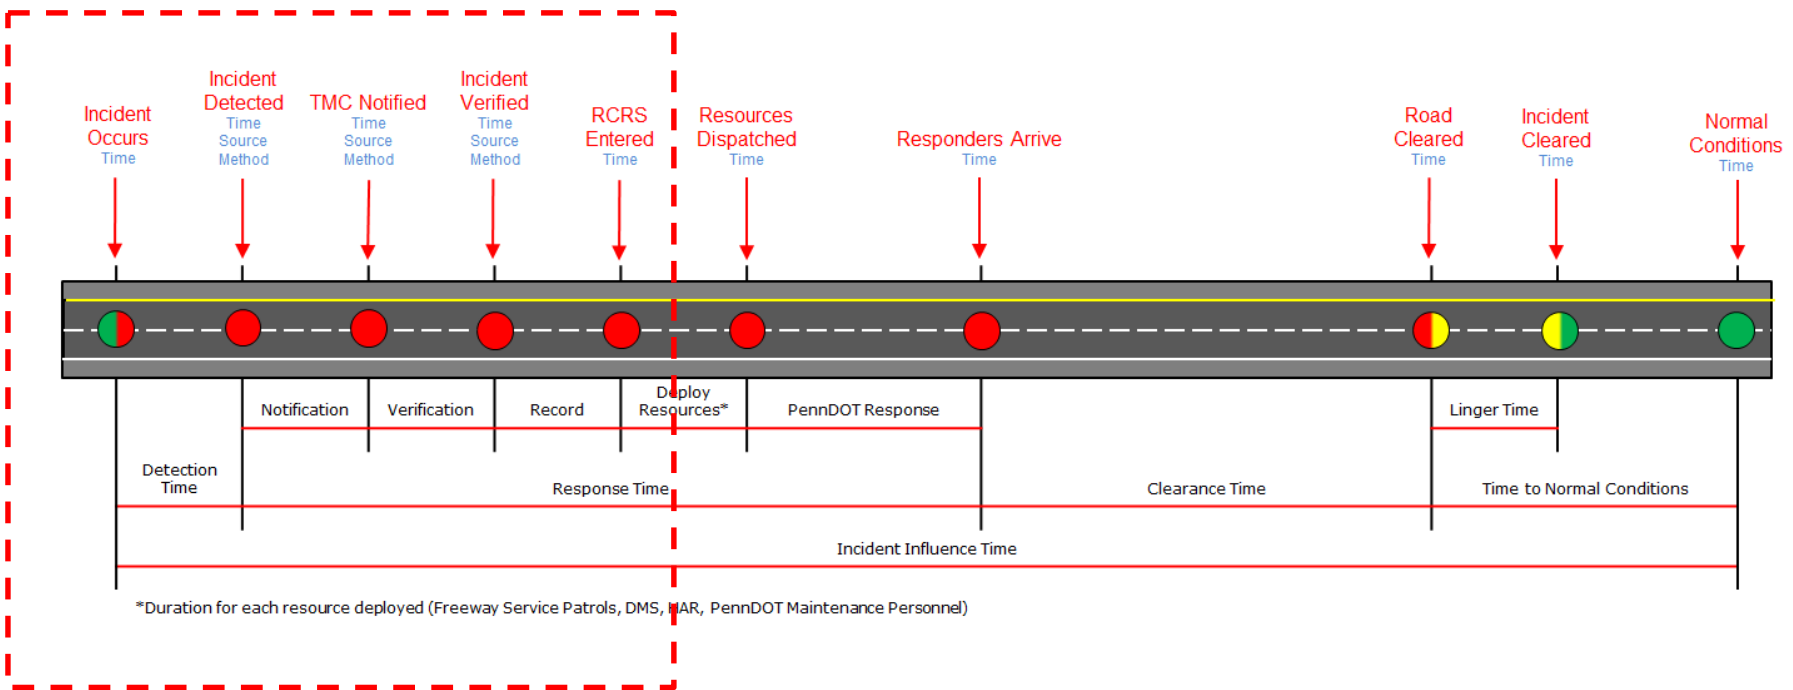 Incident
Occurs
Time
Incident
Detected
Time
Source
Method
TMC Notified
Time
Source
Method
Incident
Verified
Time
Source
Method
RCRS
Entered
Time
Resources
Dispatched
Time
Responders Arrive
Time
Road
Cleared
Time
Incident
Cleared
Time
Normal
Conditions
Time
Notification
Verification
Record
Deploy
Resources*
PennDOT Response
Linger Time
Detection
Time
Response Time
Clearance Time
Time to Normal Conditions
Incident Influence Time
*Duration for each resource deployed (Freeway Service Patrols, DMS, HAR, PennDOT Maintenance Personnel)